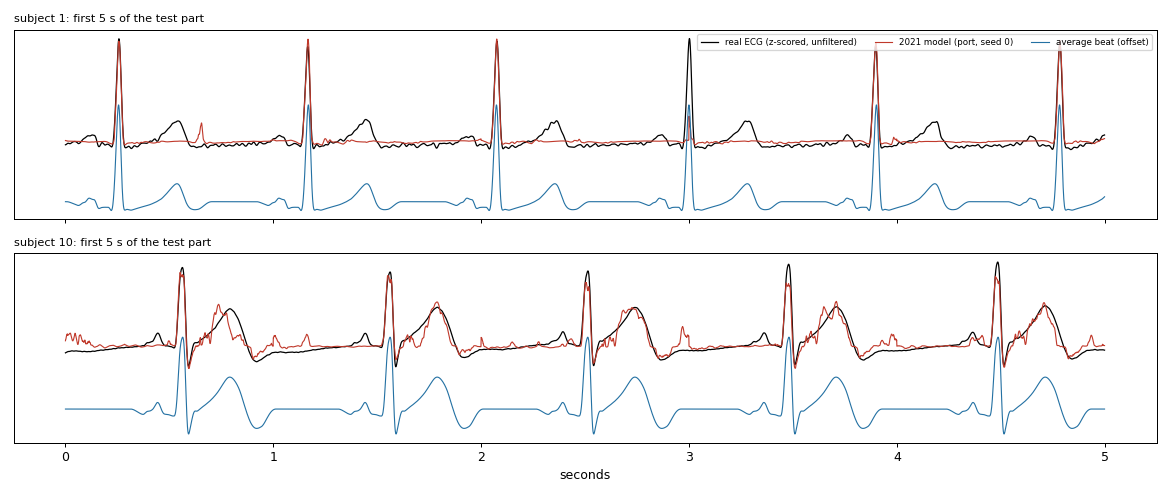 subject 1: first 5 s of the test part
real ECG (z-scored, unfiltered) 2021 model (port, seed 0) average beat (offset)
subject 10: first 5 s of the test part
0 1 2 3 4 5
seconds